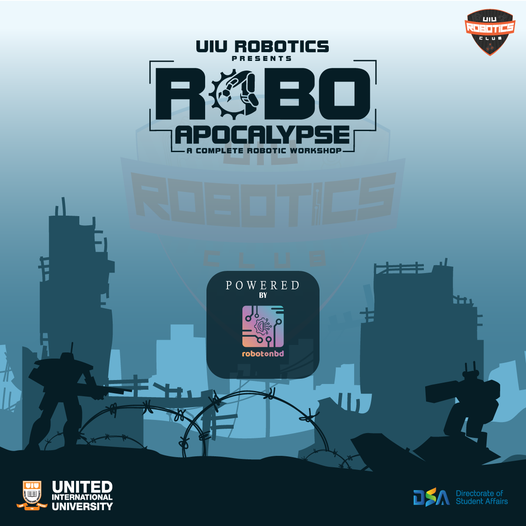 UIU
ROBOTICS
CLUB
UIU ROBOTICS
PRESENTS
ROBO
APOCALYPSE
A COMPLETE ROBOTIC WORKSHOP
UIU
ROBOTICS
CLUB
POWERED
BY
robotonbd
UNITED
INTERNATIONAL
UNIVERSITY
DSA
Directorate of
Student Affairs